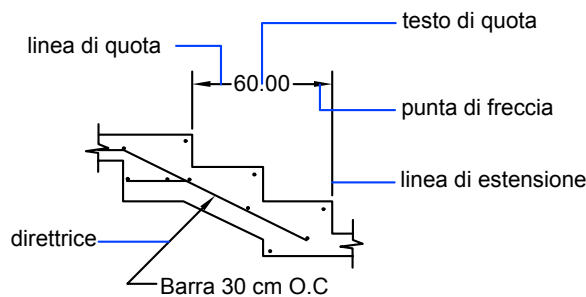 testo di quota
linea di quota
60.00
punta di freccia
linea di estensione
direttrice
Barra 30 cm O.C